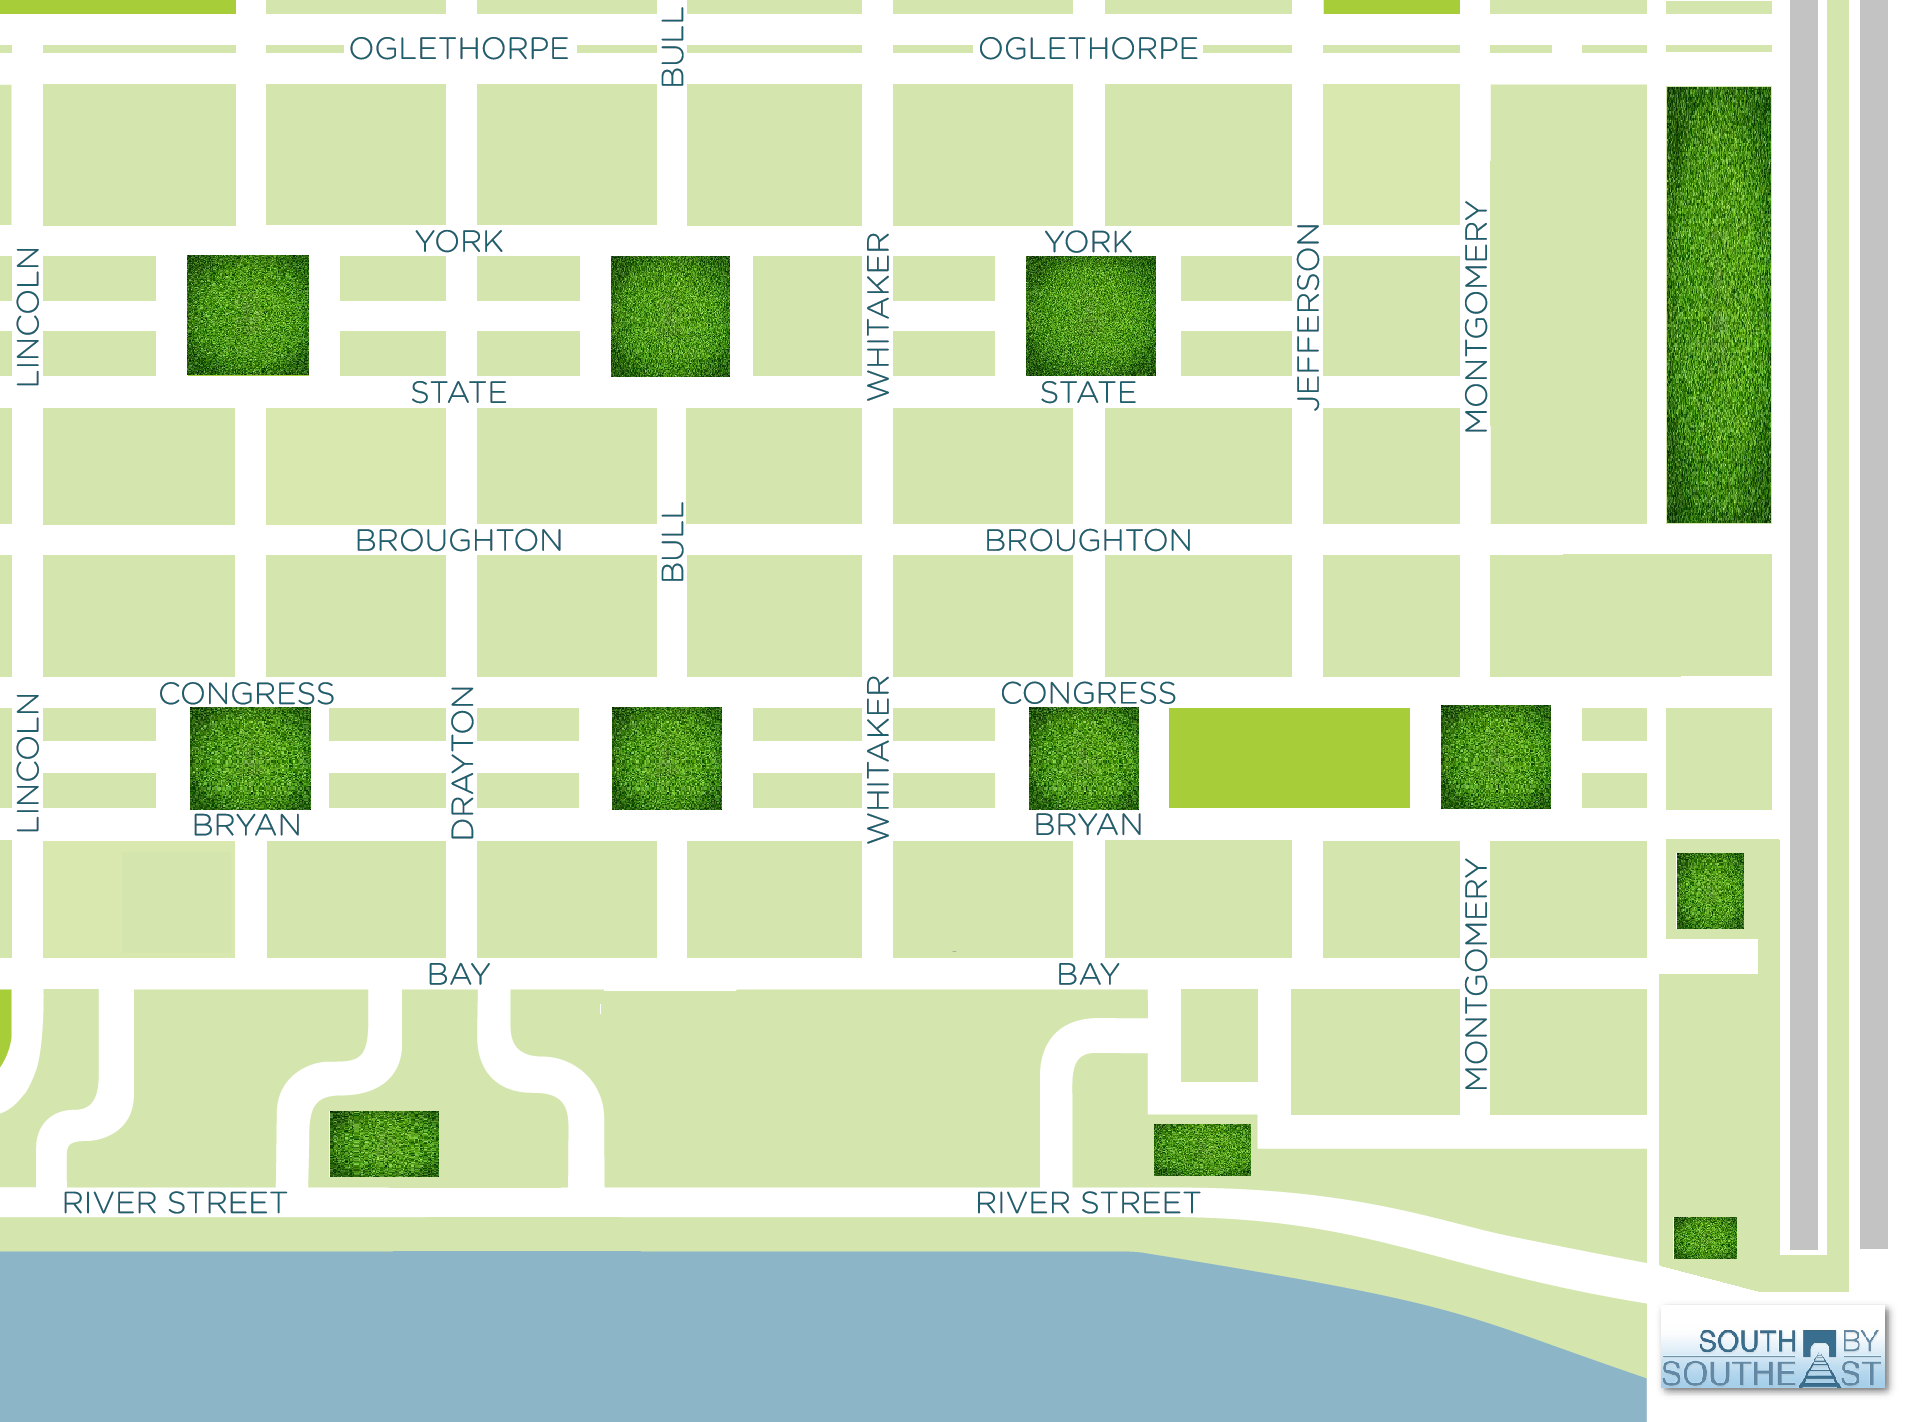 BULL
OGLETHORPE
OGLETHORPE
YORK
YORK
LINCOLN
WHITAKER
JEFFERSON
MONTGOMERY
STATE
STATE
BULL
BROUGHTON
BROUGHTON
CONGRESS
CONGRESS
LINCOLN
DRAYTON
WHITAKER
BRYAN
BRYAN
MONTGOMERY
BAY
BAY
RIVER STREET
RIVER STREET
SOUTH BY
SOUTHEAST